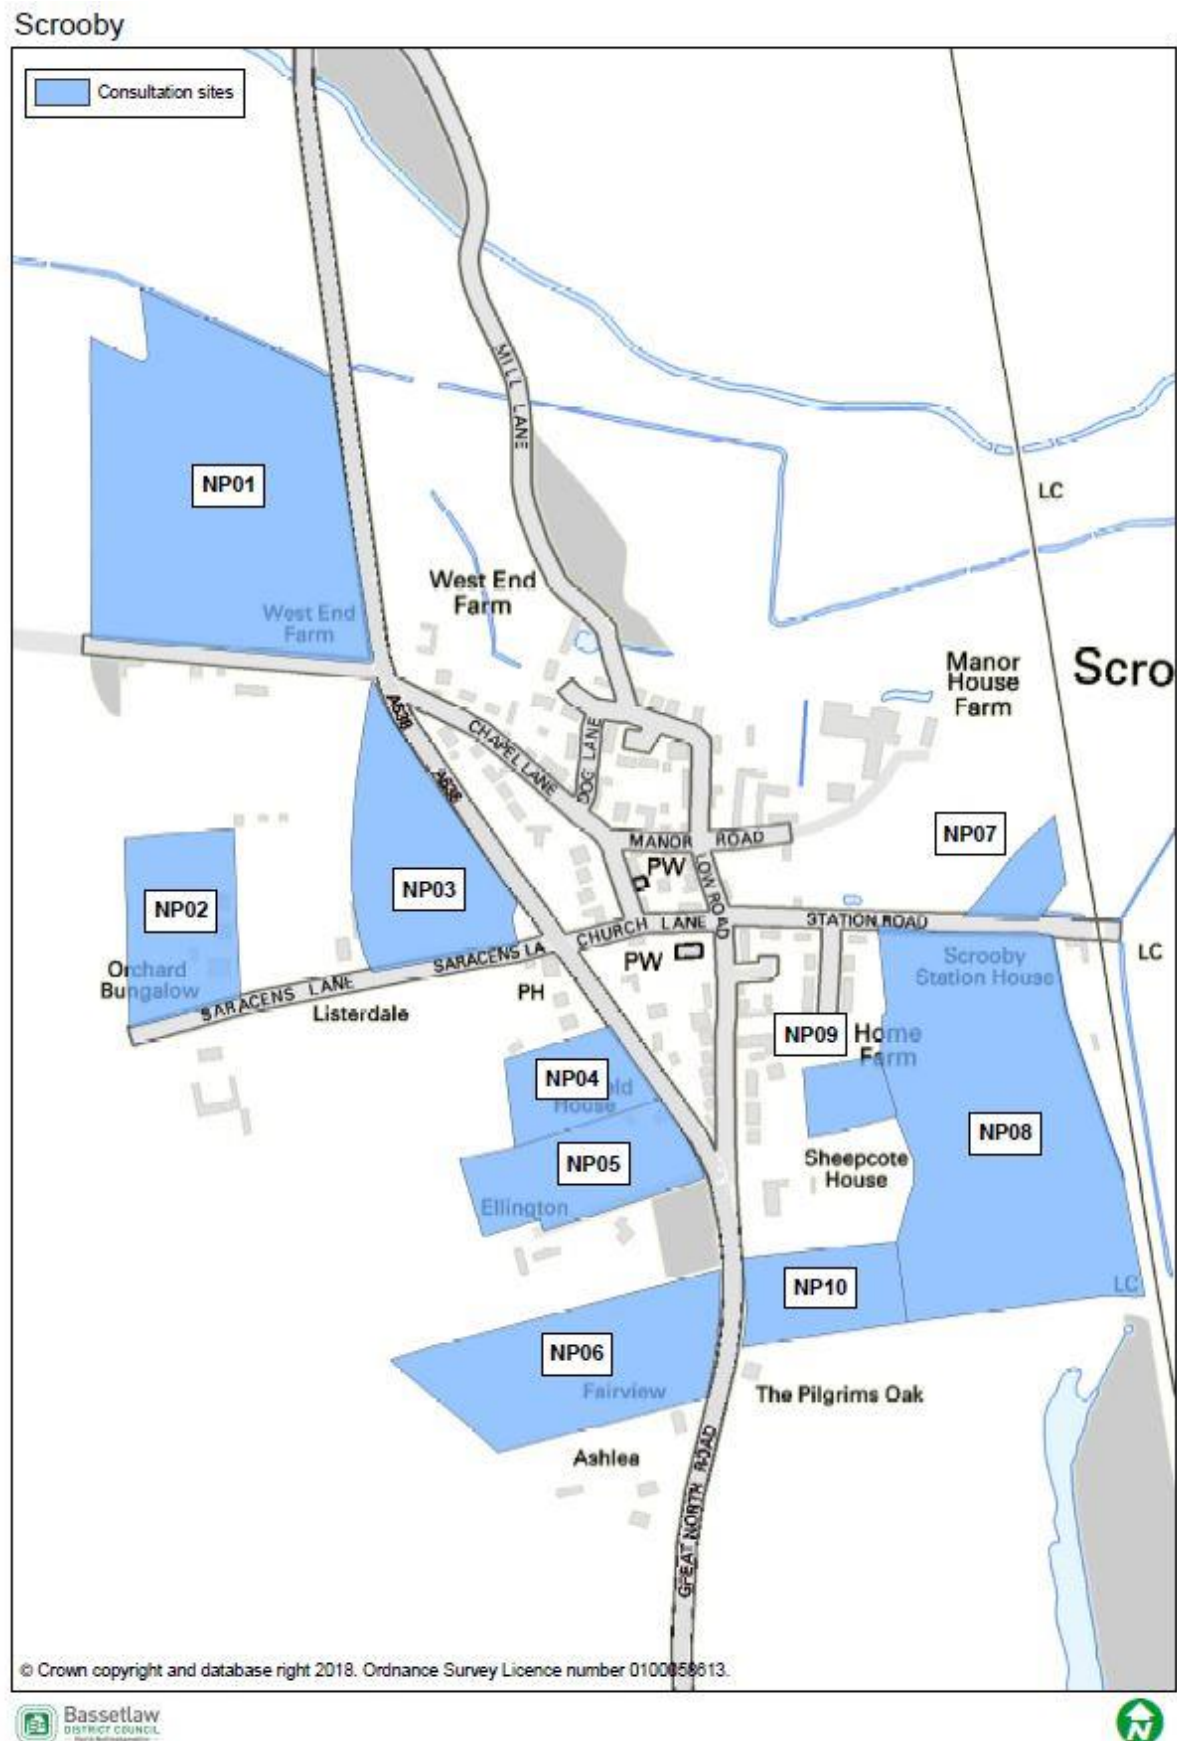 Scrooby
Consultation sites
MILL LANE
NP01
LC
West End
Farm
West End
Farm
Manor
House
Farm
Scro
A638
CHAPEL LANE
DOG LANE
A638
MANOR ROAD
NP07
PW
LOW ROAD
NP03
NP02
STATION ROAD
CHURCH LANE
SARACENS LA
PW
Scrooby
Station House
LC
Orchard
Bungalow
SARACENS LANE
Listerdale
PH
NP09
Home
Farm
NP04
old
House
NP08
NP05
Sheepcote
House
Ellington
NP10
LC
NP06
Fairview
The Pilgrims Oak
Ashlea
GREAT NORTH ROAD
© Crown copyright and database right 2018. Ordnance Survey Licence number 0100058613.
Bassetlaw
DISTRICT COUNCIL
N